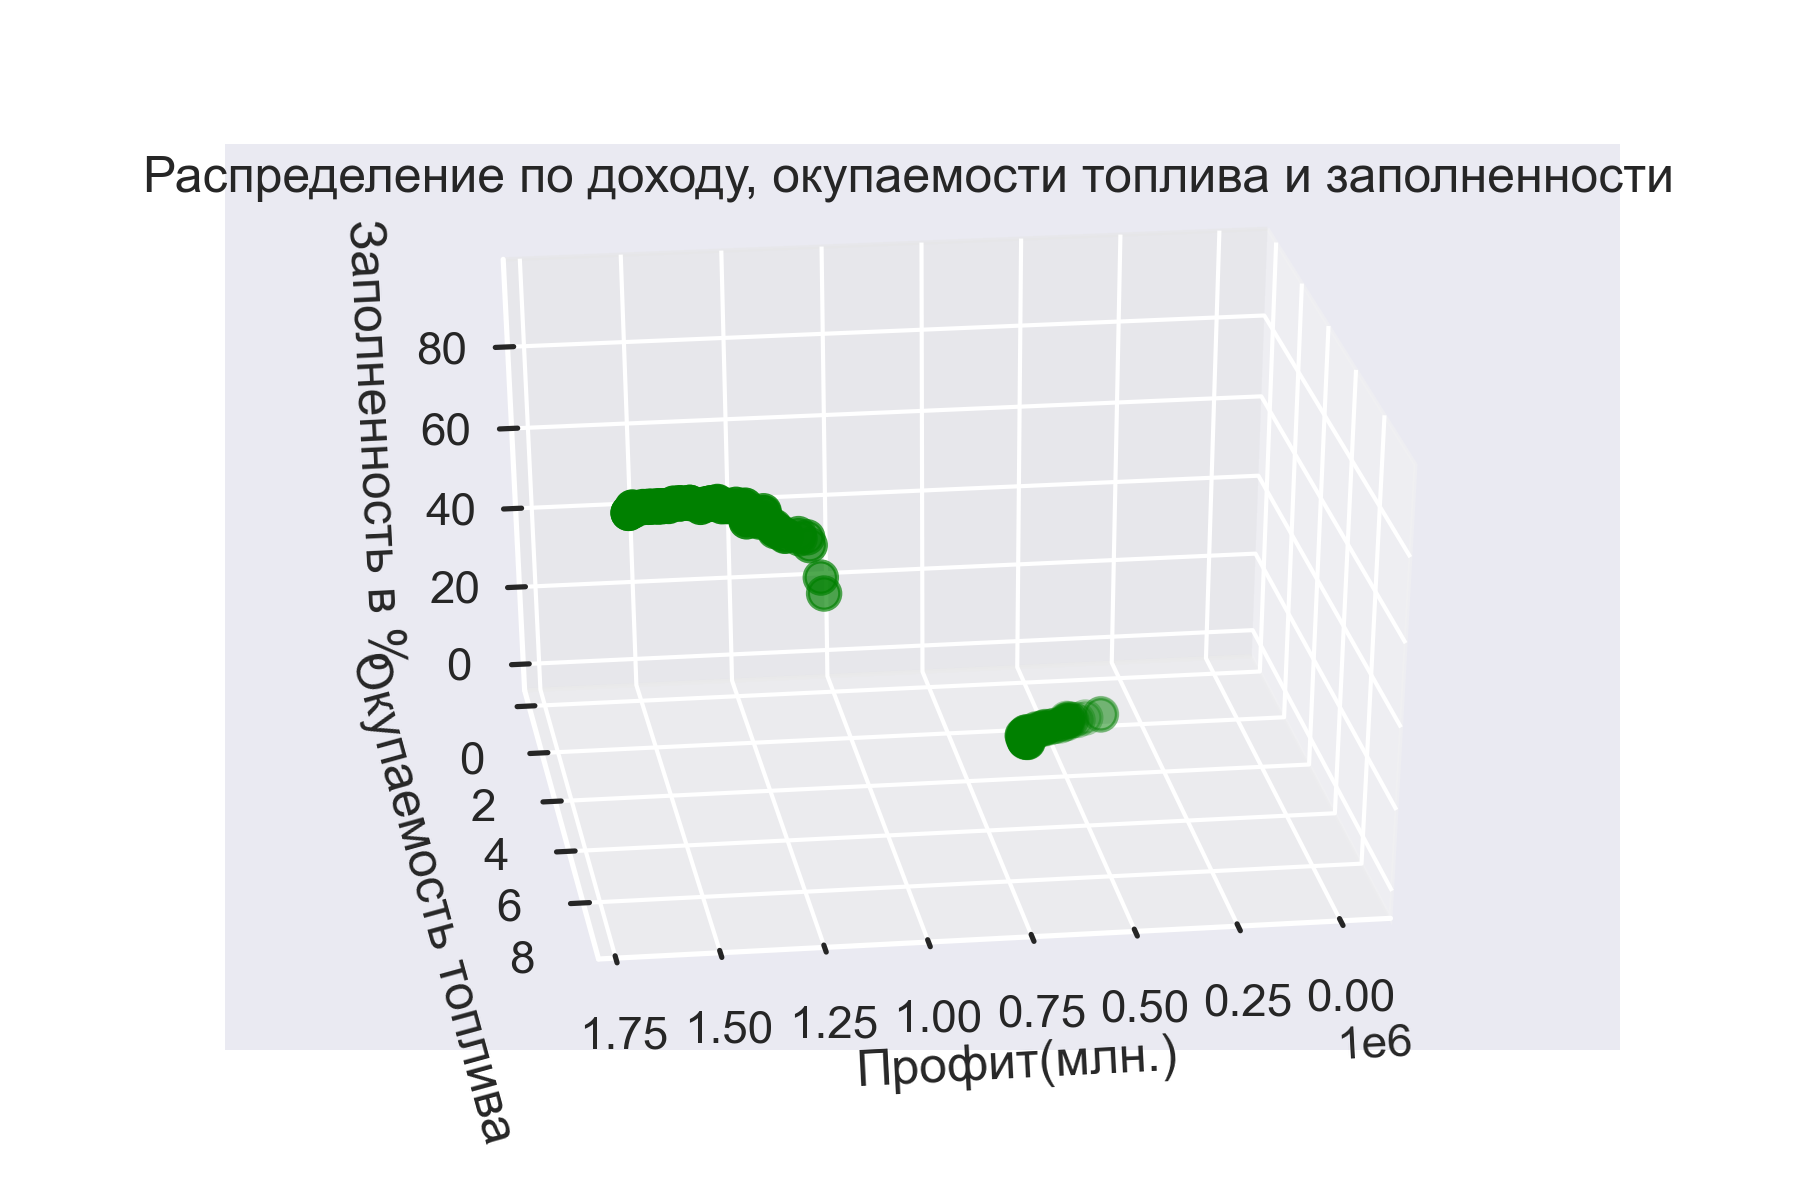 Распределение по доходу, окупаемости топлива и заполненности
Заполненность в %
80
60
40
20
0
Окупаемость топлива
0
2
4
6
8
1.75 1.50 1.25 1.00 0.75 0.50 0.25 0.00
1e6
Профит(млн.)